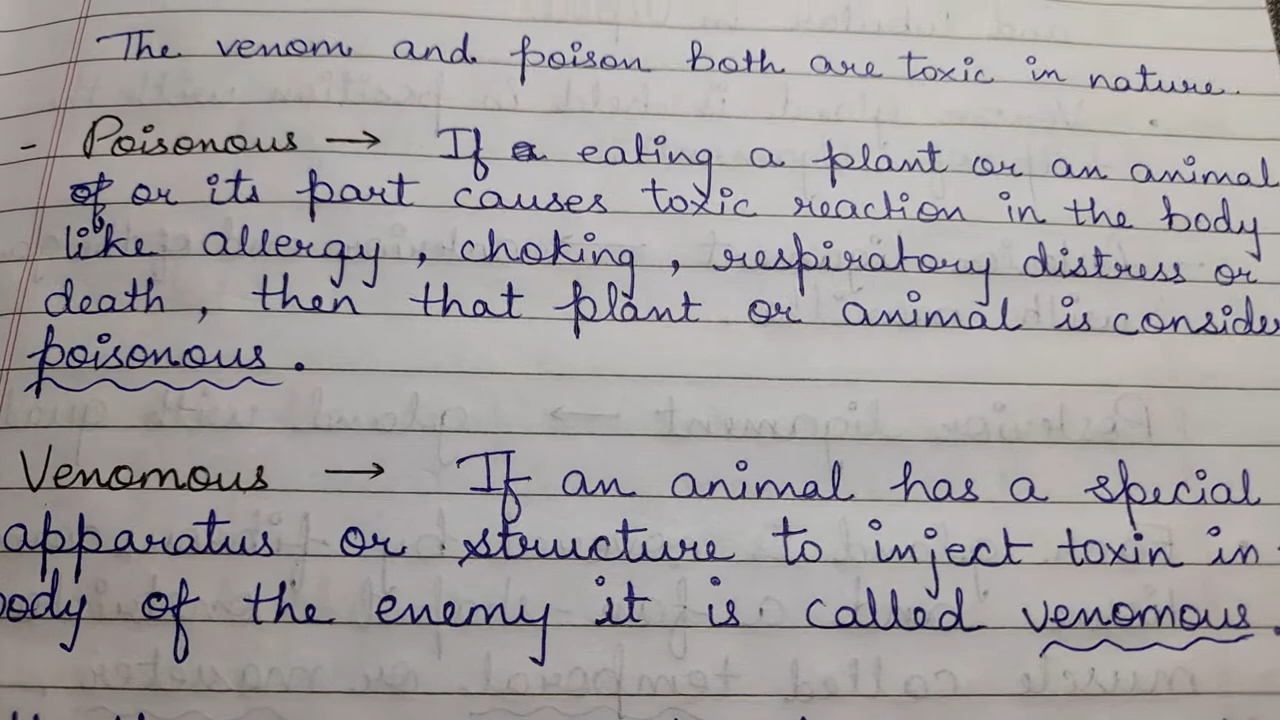 The venom and poison both are toxic in nature.
- Poisonous → If eating a plant or an animal
or its part causes toxic reaction in the body
like allergy, choking, respiratory distress or
death, then that plant or animal is conside
poisonous.
Venomous → If an animal has a special
apparatus or structure to inject toxin in
ody of the enemy it is called venomous.